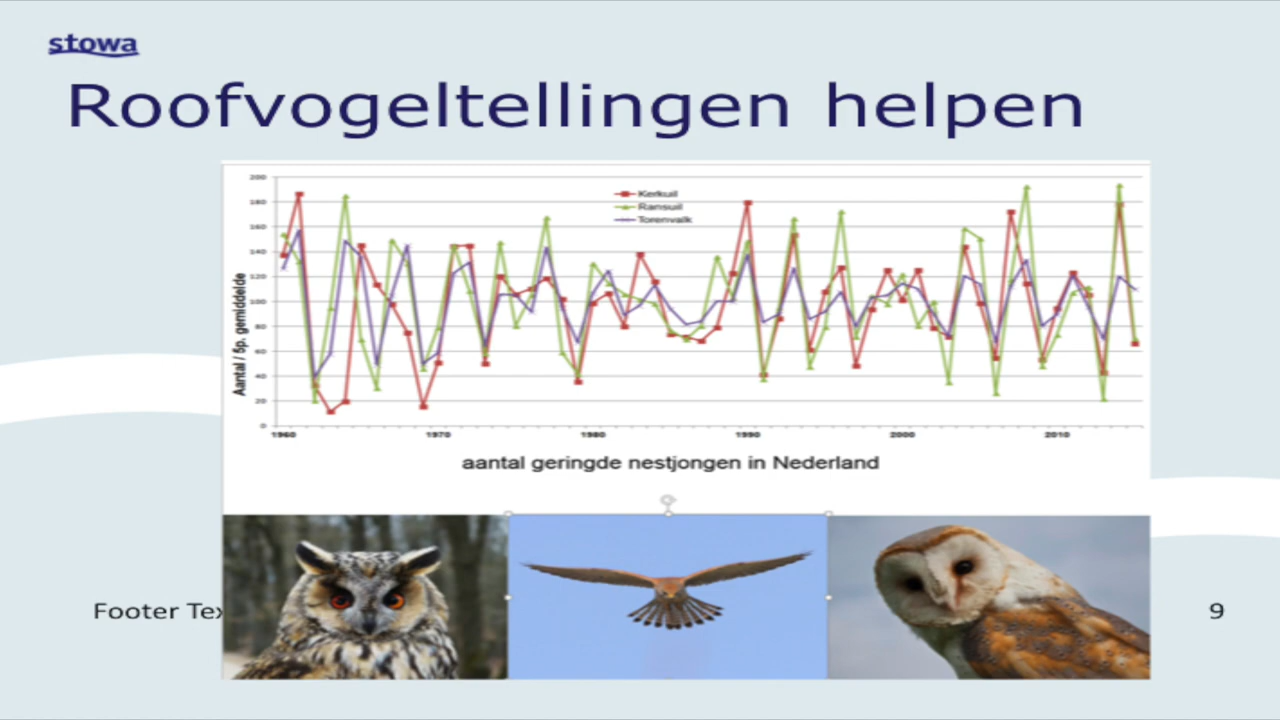 stowa
Roofvogeltellingen helpen
200
180
160
140
120
100
80
60
40
20
0
Aantal / 5p. gemiddelde
Kerkuil
Ransuil
Torenvalk
1960 1970 1980 1990 2000 2010
aantal geringde nestjongen in Nederland
Footer Tex
9